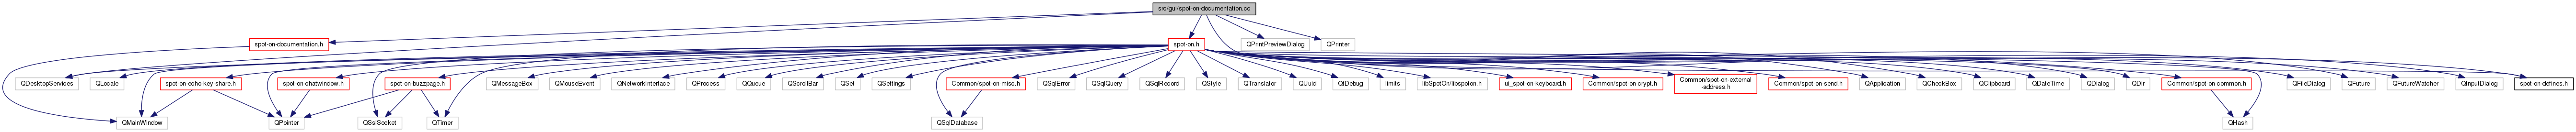 src/gui/spot-on-documentation.cc
spot-on-documentation.h
spot-on.h
QPrintPreviewDialog
QPrinter
QDesktopServices
QLocale
spot-on-echo-key-share.h
spot-on-chatwindow.h
spot-on-buzzpage.h
QMessageBox
QMouseEvent
QNetworkInterface
QProcess
QQueue
QScrollBar
QSet
QSettings
Common/spot-on-misc.h
QSqlError
QSqlQuery
QSqlRecord
QStyle
QTranslator
QUuid
QtDebug
limits
libSpotOn/libspoton.h
ui_spot-on-keyboard.h
Common/spot-on-crypt.h
Common/spot-on-external
-address.h
Common/spot-on-send.h
QApplication
QCheckBox
QClipboard
QDateTime
QDialog
QDir
Common/spot-on-common.h
QFileDialog
QFuture
QFutureWatcher
QInputDialog
spot-on-defines.h
QMainWindow
QPointer
QSslSocket
QTimer
QSqlDatabase
QHash